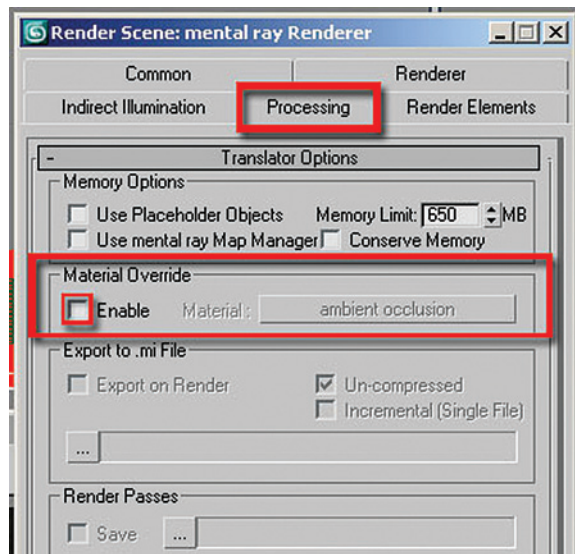 Render Scene: mental ray Renderer
Common Renderer
Indirect Illumination Processing Render Elements
- Translator Options
Memory Options
Use Placeholder Objects Memory Limit: 650 MB
Use mental ray Map Manager Conserve Memory
Material Override
Enable Material: ambient occlusion
Export to .mi File
Export on Render Un-compressed
Incremental (Single File)
...
Render Passes
Save ...